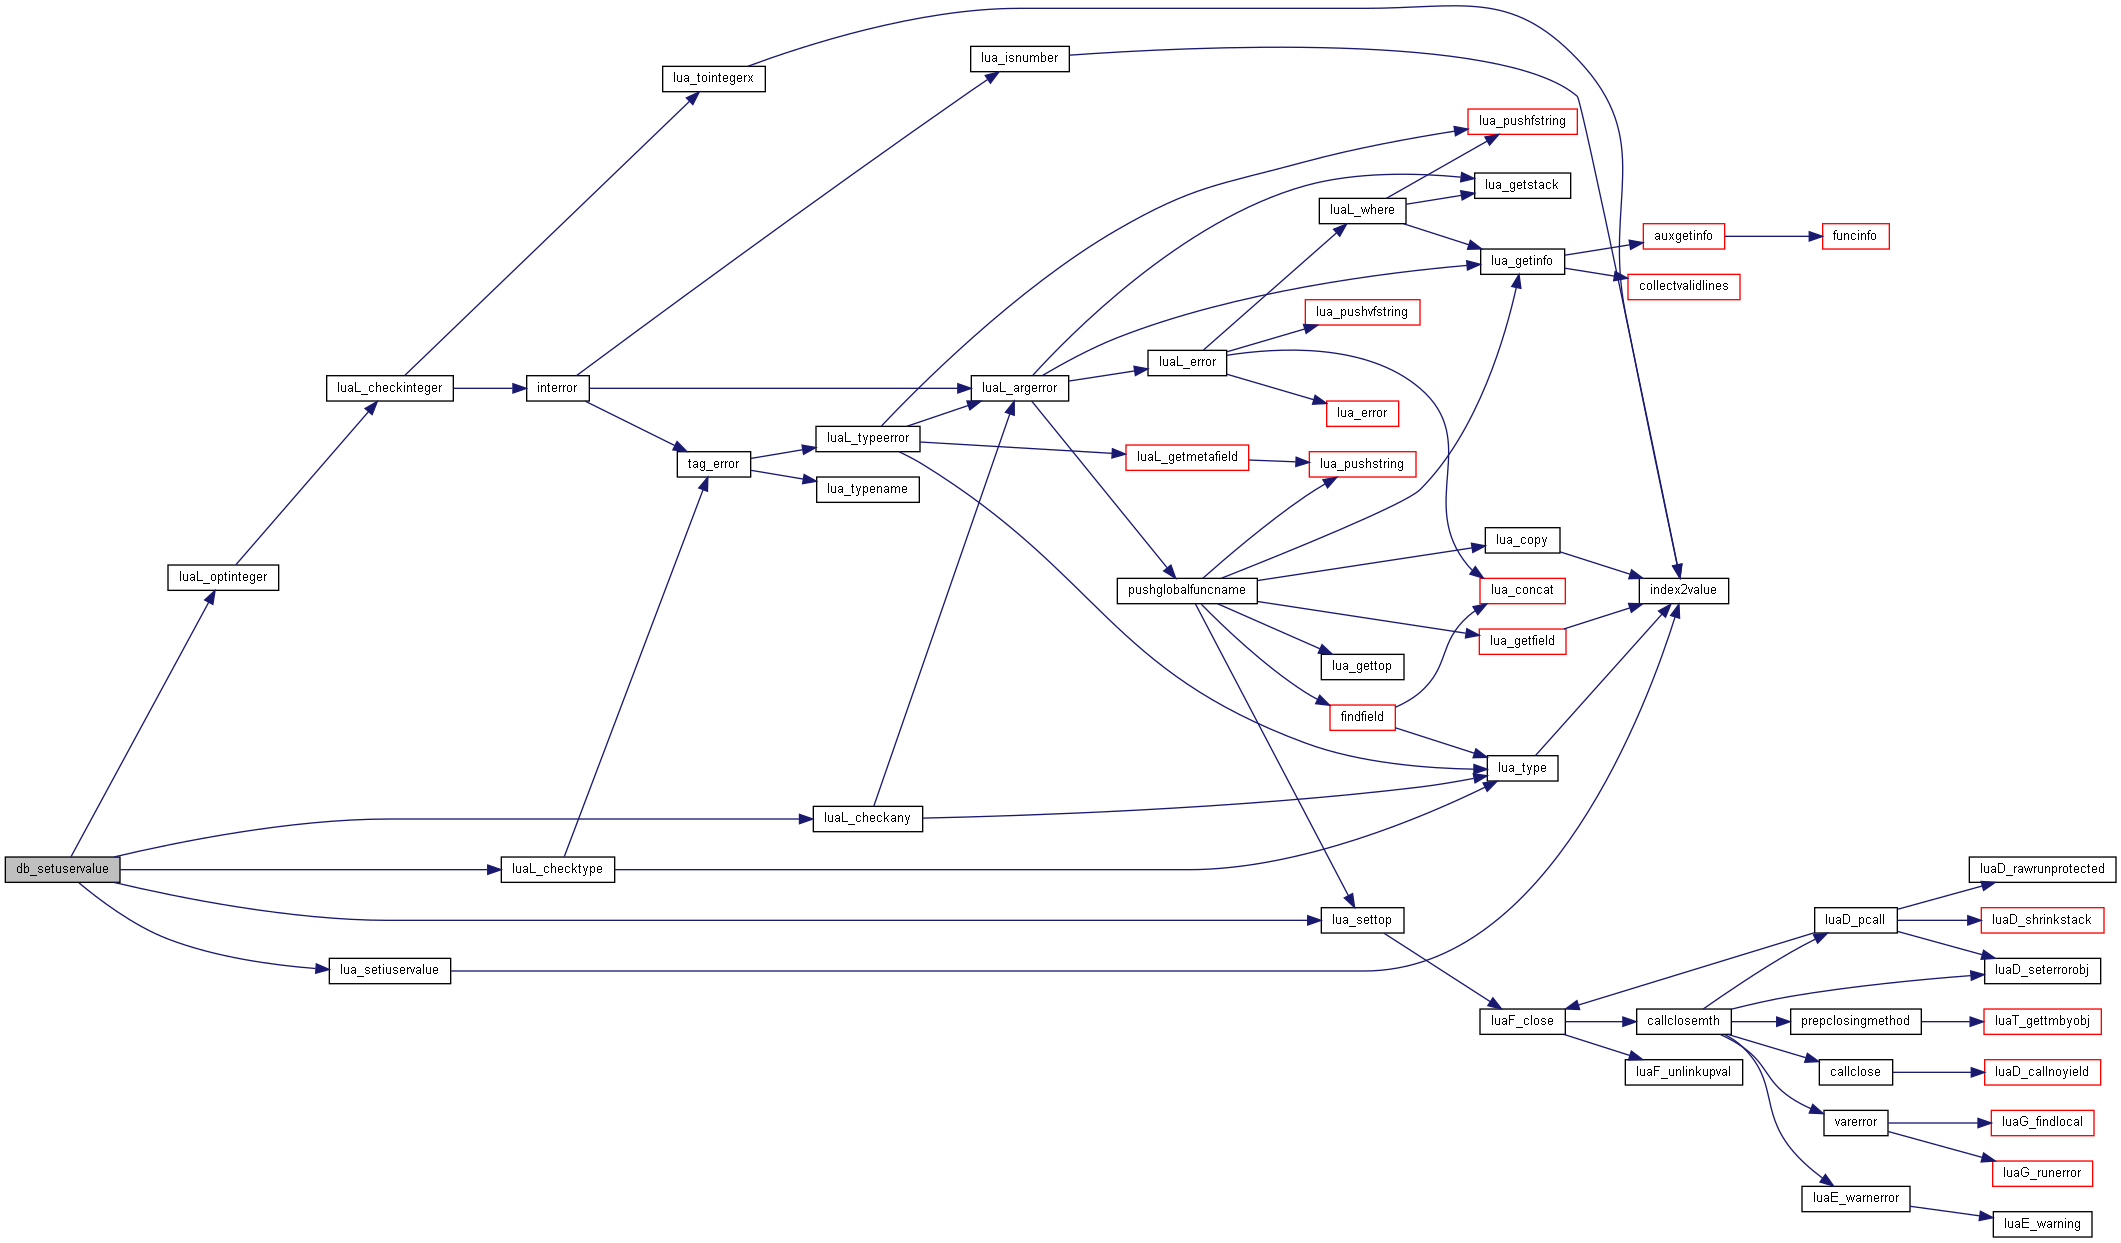 lua_isnumber
lua_tointegerx
lua_pushfstring
lua_getstack
luaL_where
auxgetinfo
funcinfo
lua_getinfo
collectvalidlines
lua_pushvfstring
luaL_error
luaL_checkinteger
interror
luaL_argerror
lua_error
luaL_typeerror
luaL_getmetafield
tag_error
lua_pushstring
lua_typename
lua_copy
luaL_optinteger
pushglobalfuncname
lua_concat
index2value
lua_getfield
lua_gettop
findfield
lua_type
luaL_checkany
db_setuservalue
luaL_checktype
luaD_rawrunprotected
lua_settop
luaD_pcall
luaD_shrinkstack
lua_setiuservalue
luaD_seterrorobj
luaF_close
callclosemth
prepclosingmethod
luaT_gettmbyobj
luaF_unlinkupval
callclose
luaD_callnoyield
varerror
luaG_findlocal
luaG_runerror
luaE_warnerror
luaE_warning